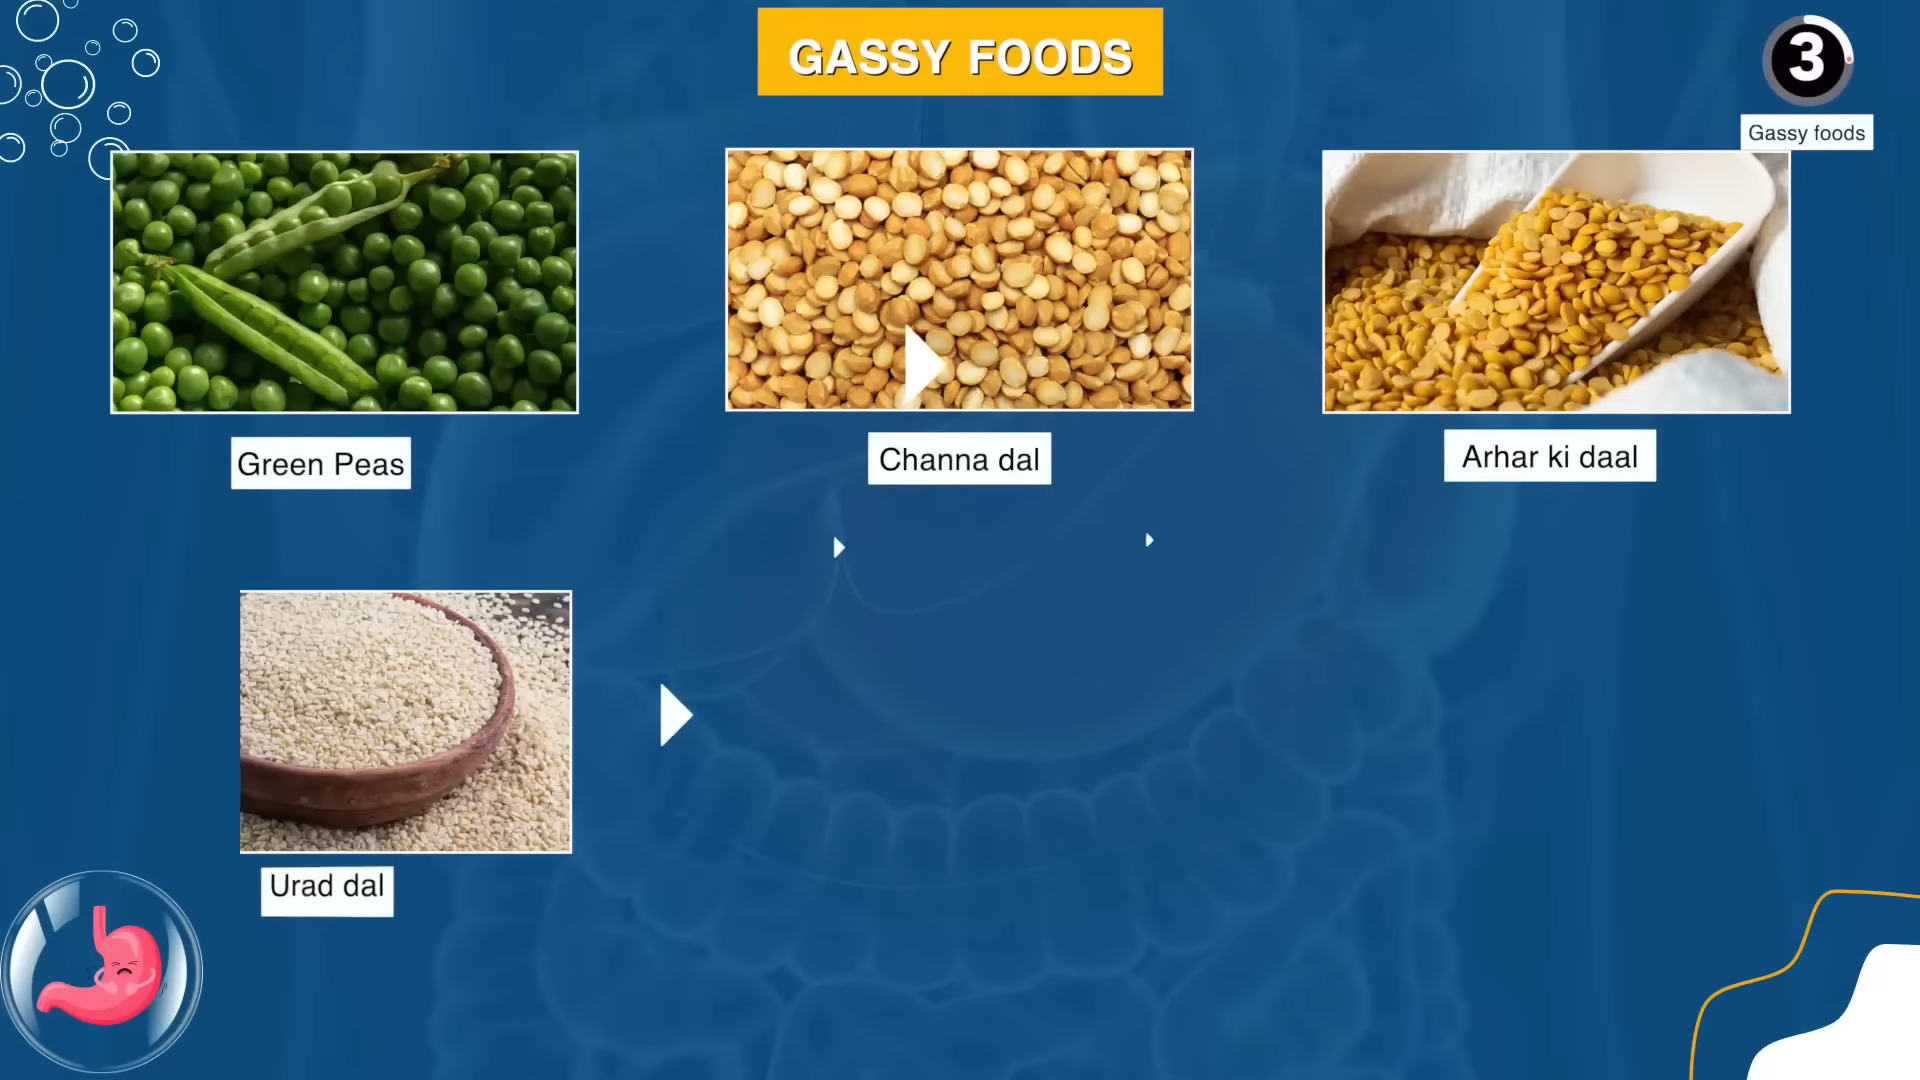 GASSY FOODS
3
Gassy foods
Green Peas
Channa dal
Arhar ki daal
Urad dal